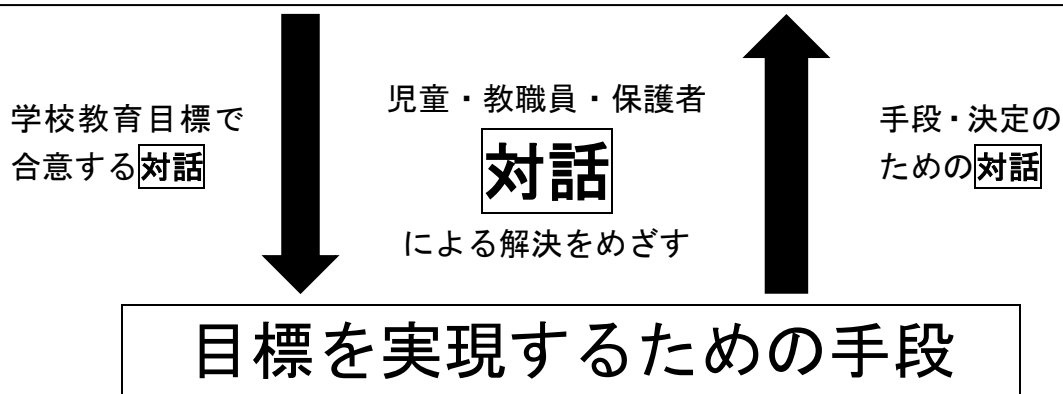 学校教育目標で
合意する対話
児童・教職員・保護者
対話
による解決をめざす
手段・決定の
ための対話
目標を実現するための手段